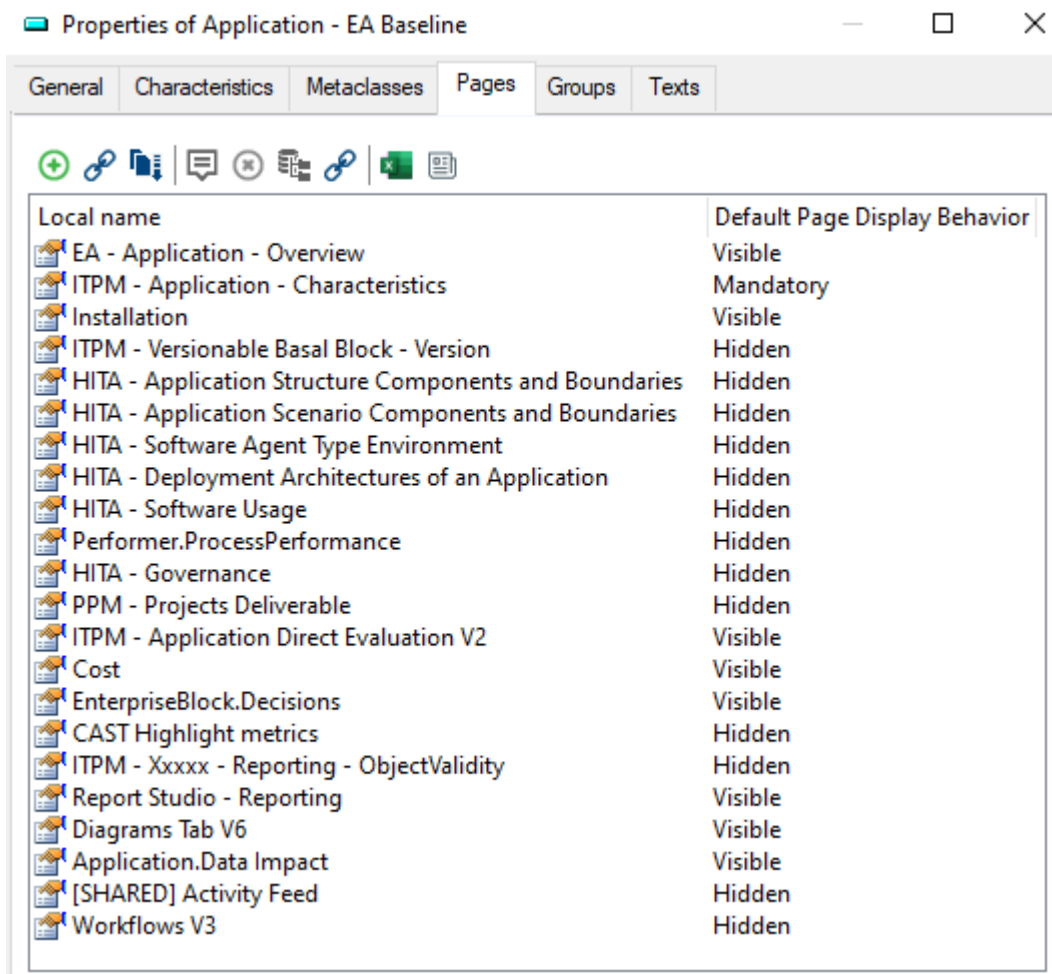 Properties of Application - EA Baseline
General Characteristics Metaclasses Pages Groups Texts
Local name Default Page Display Behavior
EA - Application - Overview Visible
ITPM - Application - Characteristics Mandatory
Installation Visible
ITPM - Versionable Basal Block - Version Hidden
HITA - Application Structure Components and Boundaries Hidden
HITA - Application Scenario Components and Boundaries Hidden
HITA - Software Agent Type Environment Hidden
HITA - Deployment Architectures of an Application Hidden
HITA - Software Usage Hidden
Performer.ProcessPerformance Hidden
HITA - Governance Hidden
PPM - Projects Deliverable Hidden
ITPM - Application Direct Evaluation V2 Visible
Cost Visible
EnterpriseBlock.Decisions Visible
CAST Highlight metrics Hidden
ITPM - Xxxxx - Reporting - ObjectValidity Hidden
Report Studio - Reporting Visible
Diagrams Tab V6 Visible
Application.Data Impact Visible
[SHARED] Activity Feed Hidden
Workflows V3 Hidden